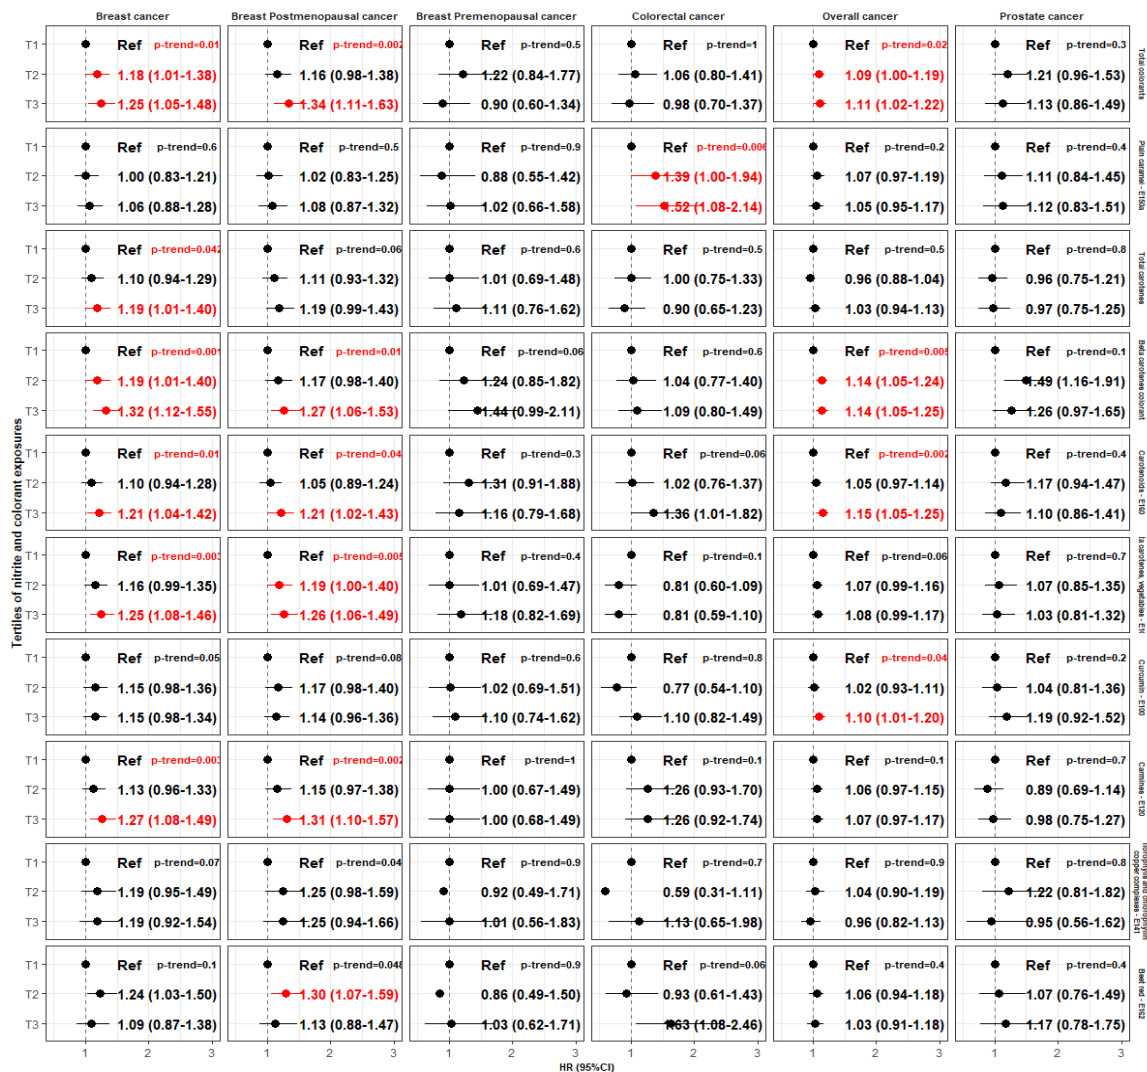 Breast cancer Breast Postmenopausal cancer Breast Premenopausal cancer Colorectal cancer Overall cancer Prostate cancer
Tertiles of nitrite and colorant exposures
Total colorants
T1 Ref p-trend=0.01 Ref p-trend=0.002 Ref p-trend=0.5 Ref p-trend=1 Ref p-trend=0.02 Ref p-trend=0.3
T2 1.18 (1.01-1.38) 1.16 (0.98-1.38) 1.22 (0.84-1.77) 1.06 (0.80-1.41) 1.09 (1.00-1.19) 1.21 (0.96-1.53)
T3 1.25 (1.05-1.48) 1.34 (1.11-1.63) 0.90 (0.60-1.34) 0.98 (0.70-1.37) 1.11 (1.02-1.22) 1.13 (0.86-1.49)
Plain caramel - E150a
T1 Ref p-trend=0.6 Ref p-trend=0.5 Ref p-trend=0.9 Ref p-trend=0.006 Ref p-trend=0.2 Ref p-trend=0.4
T2 1.00 (0.83-1.21) 1.02 (0.83-1.25) 0.88 (0.55-1.42) 1.39 (1.00-1.94) 1.07 (0.97-1.19) 1.11 (0.84-1.45)
T3 1.06 (0.88-1.28) 1.08 (0.87-1.32) 1.02 (0.66-1.58) 1.52 (1.08-2.14) 1.05 (0.95-1.17) 1.12 (0.83-1.51)
Total carotenes
T1 Ref p-trend=0.042 Ref p-trend=0.06 Ref p-trend=0.6 Ref p-trend=0.5 Ref p-trend=0.5 Ref p-trend=0.8
T2 1.10 (0.94-1.29) 1.11 (0.93-1.32) 1.01 (0.69-1.48) 1.00 (0.75-1.33) 0.96 (0.88-1.04) 0.96 (0.75-1.21)
T3 1.19 (1.01-1.40) 1.19 (0.99-1.43) 1.11 (0.76-1.62) 0.90 (0.65-1.23) 1.03 (0.94-1.13) 0.97 (0.75-1.25)
Beta carotenes colorant
T1 Ref p-trend=0.001 Ref p-trend=0.01 Ref p-trend=0.06 Ref p-trend=0.6 Ref p-trend=0.005 Ref p-trend=0.1
T2 1.19 (1.01-1.40) 1.17 (0.98-1.40) 1.24 (0.85-1.82) 1.04 (0.77-1.40) 1.14 (1.05-1.24) 1.49 (1.16-1.91)
T3 1.32 (1.12-1.55) 1.27 (1.06-1.53) 1.44 (0.99-2.11) 1.09 (0.80-1.49) 1.14 (1.05-1.25) 1.26 (0.97-1.65)
Carotenoids - E160
T1 Ref p-trend=0.01 Ref p-trend=0.04 Ref p-trend=0.3 Ref p-trend=0.06 Ref p-trend=0.002 Ref p-trend=0.4
T2 1.10 (0.94-1.28) 1.05 (0.89-1.24) 1.31 (0.91-1.88) 1.02 (0.76-1.37) 1.05 (0.97-1.14) 1.17 (0.94-1.47)
T3 1.21 (1.04-1.42) 1.21 (1.02-1.43) 1.16 (0.79-1.68) 1.36 (1.01-1.82) 1.15 (1.05-1.25) 1.10 (0.86-1.41)
ta carotenes, vegetables -
T1 Ref p-trend=0.003 Ref p-trend=0.005 Ref p-trend=0.4 Ref p-trend=0.1 Ref p-trend=0.06 Ref p-trend=0.7
T2 1.16 (0.99-1.35) 1.19 (1.00-1.40) 1.01 (0.69-1.47) 0.81 (0.60-1.09) 1.07 (0.99-1.16) 1.07 (0.85-1.35)
T3 1.25 (1.08-1.46) 1.26 (1.06-1.49) 1.18 (0.82-1.69) 0.81 (0.59-1.10) 1.08 (0.99-1.17) 1.03 (0.81-1.32)
Curcumin - E100
T1 Ref p-trend=0.05 Ref p-trend=0.08 Ref p-trend=0.6 Ref p-trend=0.8 Ref p-trend=0.04 Ref p-trend=0.2
T2 1.15 (0.98-1.36) 1.17 (0.98-1.40) 1.02 (0.69-1.51) 0.77 (0.54-1.10) 1.02 (0.93-1.11) 1.04 (0.81-1.36)
T3 1.15 (0.98-1.34) 1.14 (0.96-1.36) 1.10 (0.74-1.62) 1.10 (0.82-1.49) 1.10 (1.01-1.20) 1.19 (0.92-1.52)
Carmines - E120
T1 Ref p-trend=0.003 Ref p-trend=0.002 Ref p-trend=1 Ref p-trend=0.1 Ref p-trend=0.1 Ref p-trend=0.7
T2 1.13 (0.96-1.33) 1.15 (0.97-1.38) 1.00 (0.67-1.49) 1.26 (0.93-1.70) 1.06 (0.97-1.15) 0.89 (0.69-1.14)
T3 1.27 (1.08-1.49) 1.31 (1.10-1.57) 1.00 (0.68-1.49) 1.26 (0.92-1.74) 1.07 (0.97-1.17) 0.98 (0.75-1.27)
copper complexes - E141
T1 Ref p-trend=0.07 Ref p-trend=0.04 Ref p-trend=0.9 Ref p-trend=0.7 Ref p-trend=0.9 Ref p-trend=0.8
T2 1.19 (0.95-1.49) 1.25 (0.98-1.59) 0.92 (0.49-1.71) 0.59 (0.31-1.11) 1.04 (0.90-1.19) 1.22 (0.81-1.82)
T3 1.19 (0.92-1.54) 1.25 (0.94-1.66) 1.01 (0.56-1.83) 1.13 (0.65-1.98) 0.96 (0.82-1.13) 0.95 (0.56-1.62)
Beet red - E162
T1 Ref p-trend=0.1 Ref p-trend=0.048 Ref p-trend=0.9 Ref p-trend=0.06 Ref p-trend=0.4 Ref p-trend=0.4
T2 1.24 (1.03-1.50) 1.30 (1.07-1.59) 0.86 (0.49-1.50) 0.93 (0.61-1.43) 1.06 (0.94-1.18) 1.07 (0.76-1.49)
T3 1.09 (0.87-1.38) 1.13 (0.88-1.47) 1.03 (0.62-1.71) 1.63 (1.08-2.46) 1.03 (0.91-1.18) 1.17 (0.78-1.75)
1 2 3 1 2 3 1 2 3 1 2 3 1 2 3 1 2 3
HR (95%CI)